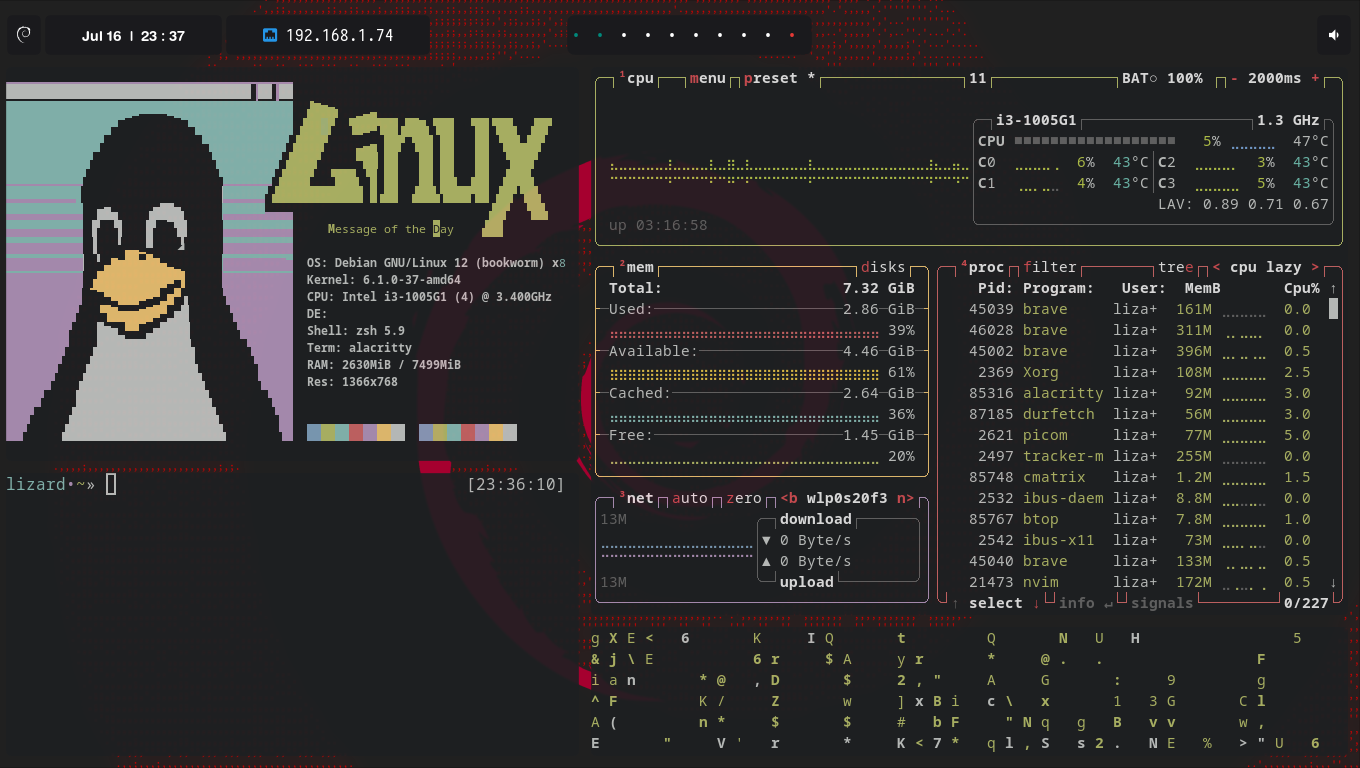 Jul 16 | 23 : 37
192.168.1.74
Linux
Message of the Day
OS: Debian GNU/Linux 12 (bookworm) x8
Kernel: 6.1.0-37-amd64
CPU: Intel i3-1005G1 (4) @ 3.400GHz
DE:
Shell: zsh 5.9
Term: alacritty
RAM: 2630MiB / 7499MiB
Res: 1366x768
lizard•~» [23:36:10]
¹cpu menu preset * 11 BAT○ 100% - 2000ms +
i3-1005G1 1.3 GHz
CPU 5% 47°C
C0 6% 43°C C2 3% 43°C
C1 4% 43°C C3 5% 43°C
LAV: 0.89 0.71 0.67
up 03:16:58
²mem disks
Total: 7.32 GiB
Used: 2.86 GiB
39%
Available: 4.46 GiB
61%
Cached: 2.64 GiB
36%
Free: 1.45 GiB
20%
³net auto zero <b wlp0s20f3 n>
13M
download
▼ 0 Byte/s
▲ 0 Byte/s
13M
upload
⁴proc filter tree < cpu lazy >
Pid: Program: User: MemB Cpu% ↑
45039 brave liza+ 161M 0.0
46028 brave liza+ 311M 0.0
45002 brave liza+ 396M 0.5
2369 Xorg liza+ 108M 2.5
85316 alacritty liza+ 92M 3.0
87185 durfetch liza+ 56M 3.0
2621 picom liza+ 77M 5.0
2497 tracker-m liza+ 255M 0.0
85748 cmatrix liza+ 1.2M 1.5
2532 ibus-daem liza+ 8.8M 0.0
85767 btop liza+ 7.8M 1.0
2542 ibus-x11 liza+ 73M 0.0
45040 brave liza+ 133M 0.5
21473 nvim liza+ 172M 0.5 ↓
↑ select ↓ info ↵ signals 0/227
g X E < 6 K I Q t Q N U H 5
& j \ E 6 r $ A y r * @ . . F
i a n * @ , D $ 2 , " A G : 9 g
^ F K / Z w ] x B i c \ x 1 3 G C l
A ( n * $ $ # b F " N q g B v v w ,
E " V ' r * K < 7 * q l , S s 2 . N E % > " U 6